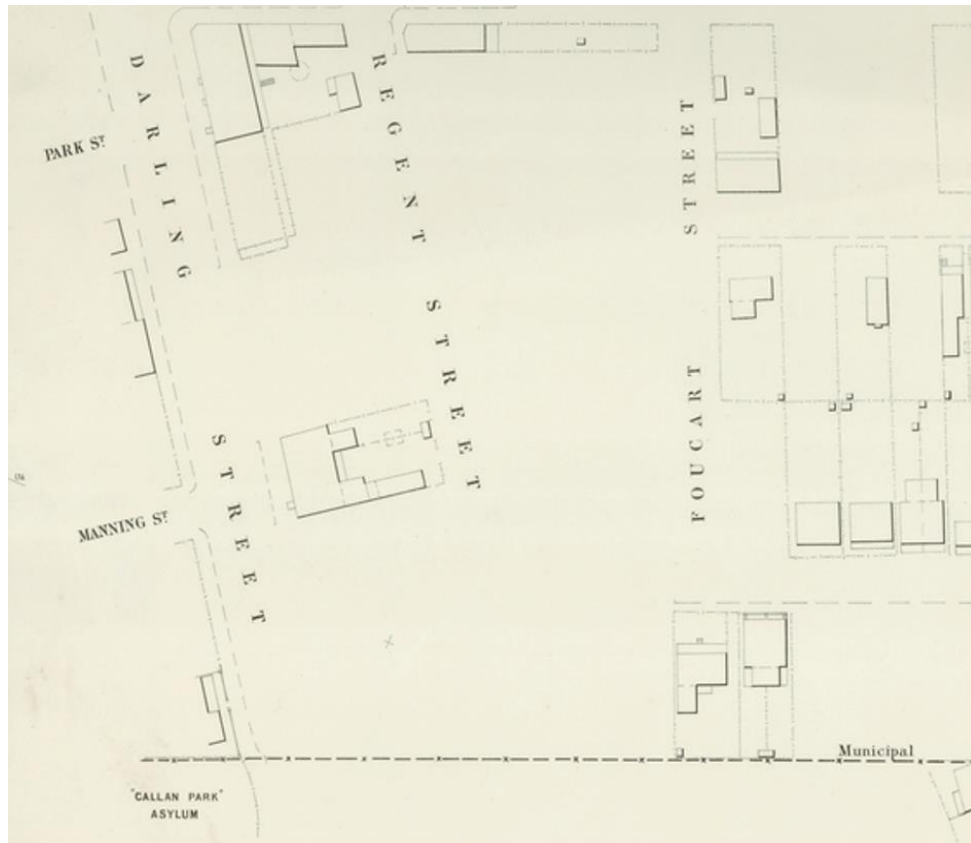 DARLING STREET
REGENT STREET
PARK ST
FOUCART STREET
MANNING ST
Municipal
"CALLAN PARK"
ASYLUM